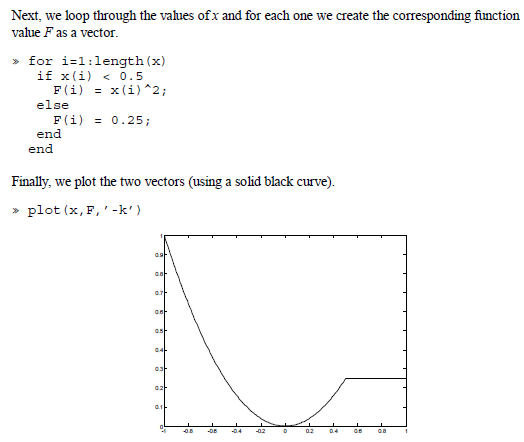 Next, we loop through the values of x and for each one we create the corresponding function
value F as a vector.
» for i=1:length(x)
if x(i) < 0.5
F(i) = x(i)^2;
else
F(i) = 0.25;
end
end
Finally, we plot the two vectors (using a solid black curve).
» plot(x,F,'-k')
1
0.9
0.8
0.7
0.6
0.5
0.4
0.3
0.2
0.1
0
-1 -0.8 -0.6 -0.4 -0.2 0 0.2 0.4 0.6 0.8 1